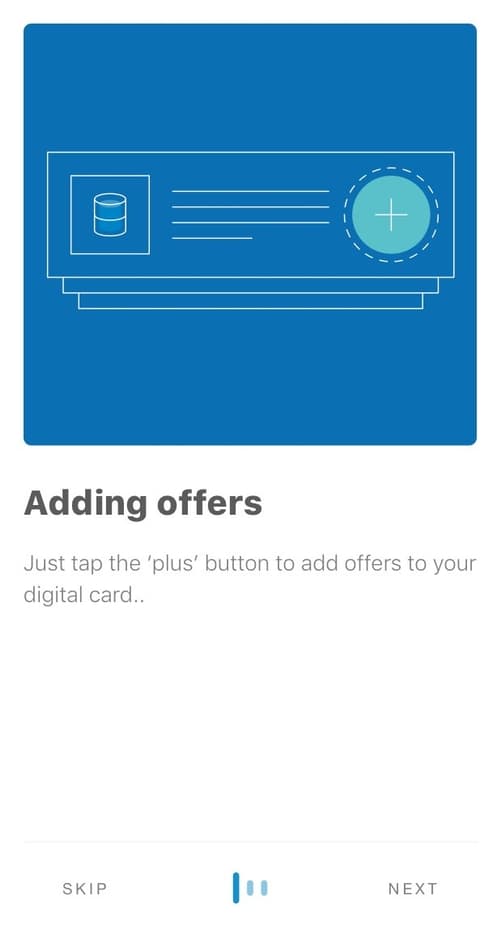 Adding offers
Just tap the ‘plus’ button to add offers to your
digital card..
SKIP
NEXT